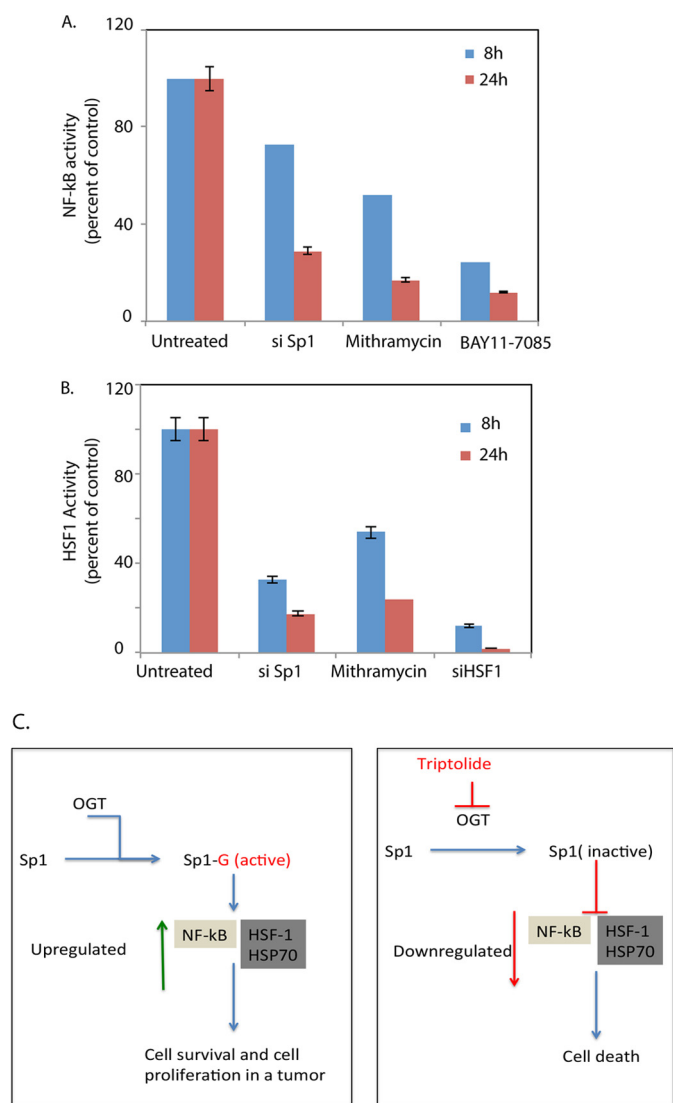 A.
120
80
40
0
NF-kB activity
(percent of control)
8h
24h
Untreated
si Sp1
Mithramycin
BAY11-7085
B.
120
80
40
0
HSF1 Activity
(percent of control)
8h
24h
Untreated
si Sp1
Mithramycin
siHSF1
C.
OGT
Sp1
Sp1-G (active)
Upregulated
NF-kB
HSF-1
HSP70
Cell survival and cell
proliferation in a tumor
Triptolide
OGT
Sp1
Sp1( inactive)
Downregulated
NF-kB
HSF-1
HSP70
Cell death